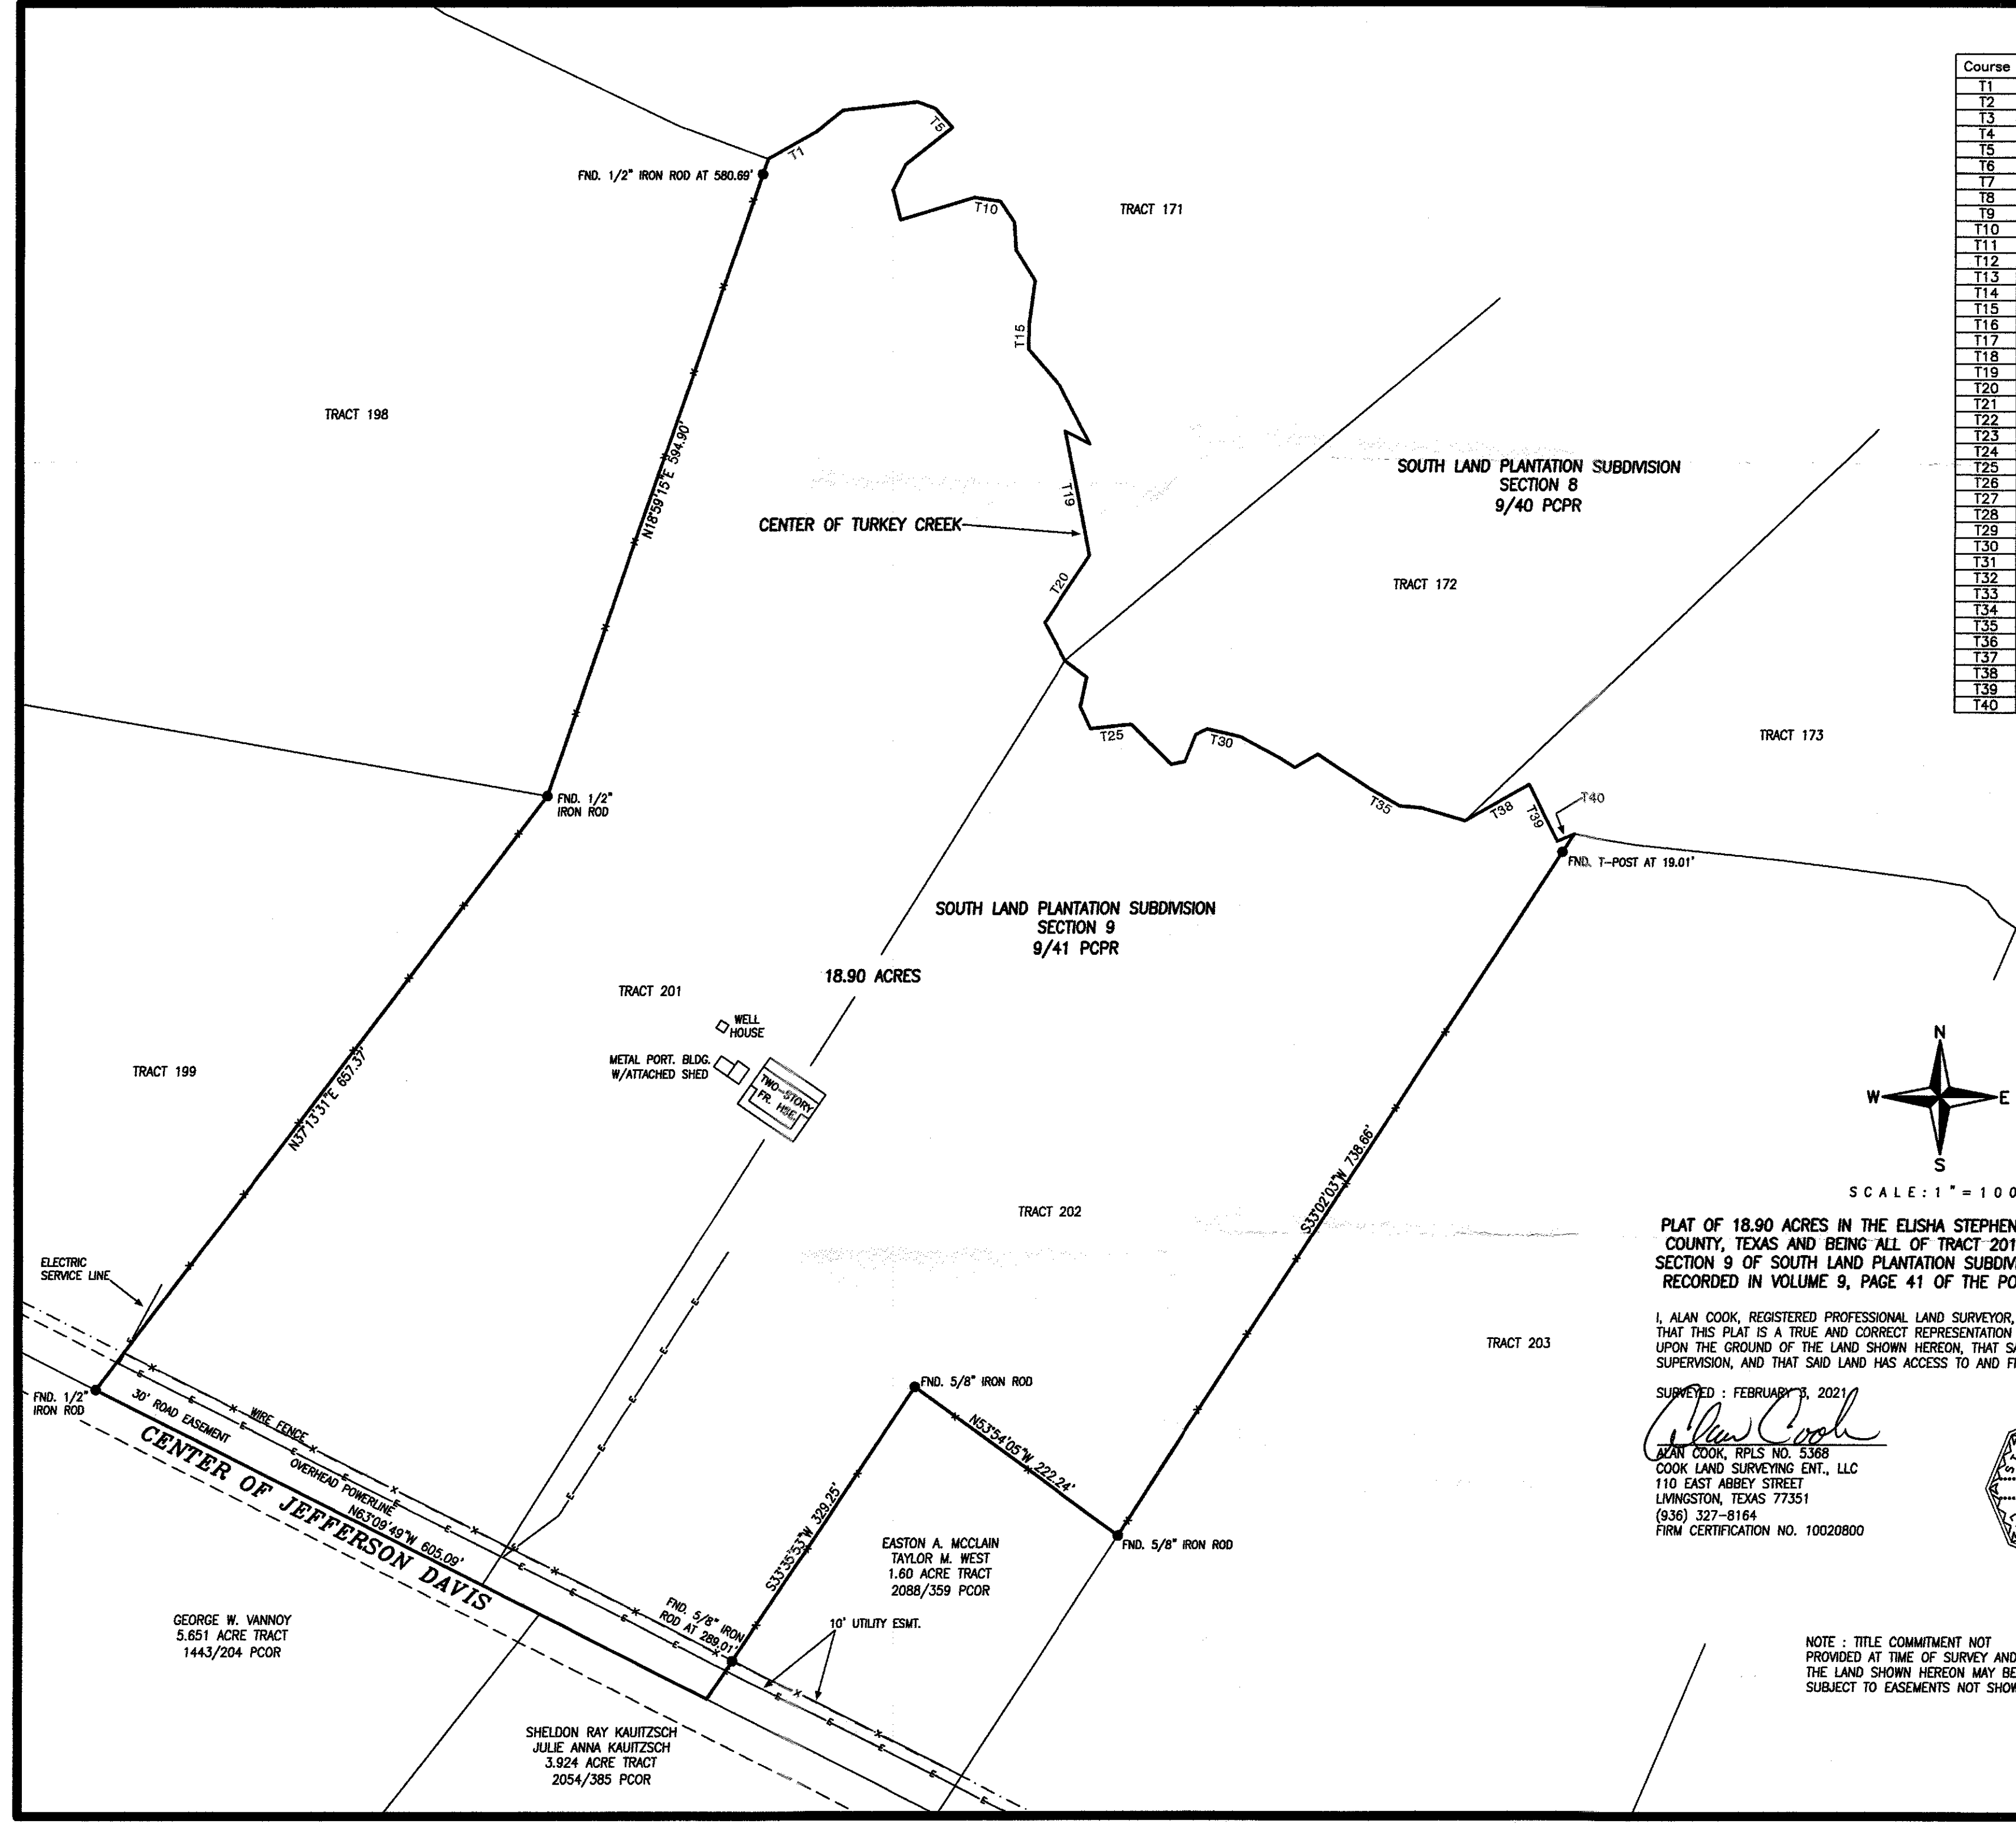 Course
T1
T2
T3
T4
T5
T6
T7
T8
T9
T10
T11
T12
T13
T14
T15
T16
T17
T18
T19
T20
T21
T22
T23
T24
T25
T26
T27
T28
T29
T30
T31
T32
T33
T34
T35
T36
T37
T38
T39
T40
T1
T5
T10
T15
T19
T20
T25
T30
T35
T38
T39
T40
FND. 1/2" IRON ROD AT 580.69'
TRACT 171
TRACT 198
N18°59'15"E 594.90'
SOUTH LAND PLANTATION SUBDIVISION
SECTION 8
9/40 PCPR
CENTER OF TURKEY CREEK
TRACT 172
TRACT 173
FND. 1/2"
IRON ROD
FND. T-POST AT 19.01'
SOUTH LAND PLANTATION SUBDIVISION
SECTION 9
9/41 PCPR
18.90 ACRES
TRACT 201
WELL
HOUSE
METAL PORT. BLDG.
W/ATTACHED SHED
TWO-STORY
FR. HSE.
TRACT 199
N37°13'31"E 657.37'
S33°02'03"W 738.66'
TRACT 202
TRACT 203
ELECTRIC
SERVICE LINE
FND. 1/2"
IRON ROD
30' ROAD EASEMENT
WIRE FENCE
OVERHEAD POWERLINE
N63°09'49"W 605.09'
CENTER OF JEFFERSON DAVIS
FND. 5/8" IRON ROD
N53°54'05"W 222.24'
S33°35'53"W 329.25'
FND. 5/8" IRON ROD
FND. 5/8" IRON
ROD AT 289.01'
EASTON A. MCCLAIN
TAYLOR M. WEST
1.60 ACRE TRACT
2088/359 PCOR
10' UTILITY ESMT.
GEORGE W. VANNOY
5.651 ACRE TRACT
1443/204 PCOR
SHELDON RAY KAUITZSCH
JULIE ANNA KAUITZSCH
3.924 ACRE TRACT
2054/385 PCOR
N
W
E
S
SCALE: 1" = 100
PLAT OF 18.90 ACRES IN THE ELISHA STEPHEN
COUNTY, TEXAS AND BEING ALL OF TRACT 201
SECTION 9 OF SOUTH LAND PLANTATION SUBDIV
RECORDED IN VOLUME 9, PAGE 41 OF THE PO
I, ALAN COOK, REGISTERED PROFESSIONAL LAND SURVEYOR,
THAT THIS PLAT IS A TRUE AND CORRECT REPRESENTATION
UPON THE GROUND OF THE LAND SHOWN HEREON, THAT SA
SUPERVISION, AND THAT SAID LAND HAS ACCESS TO AND F
SURVEYED : FEBRUARY 3, 2021
Alan Cook
ALAN COOK, RPLS NO. 5368
COOK LAND SURVEYING ENT., LLC
110 EAST ABBEY STREET
LIVINGSTON, TEXAS 77351
(936) 327-8164
FIRM CERTIFICATION NO. 10020800
NOTE : TITLE COMMITMENT NOT
PROVIDED AT TIME OF SURVEY AND
THE LAND SHOWN HEREON MAY BE
SUBJECT TO EASEMENTS NOT SHOW